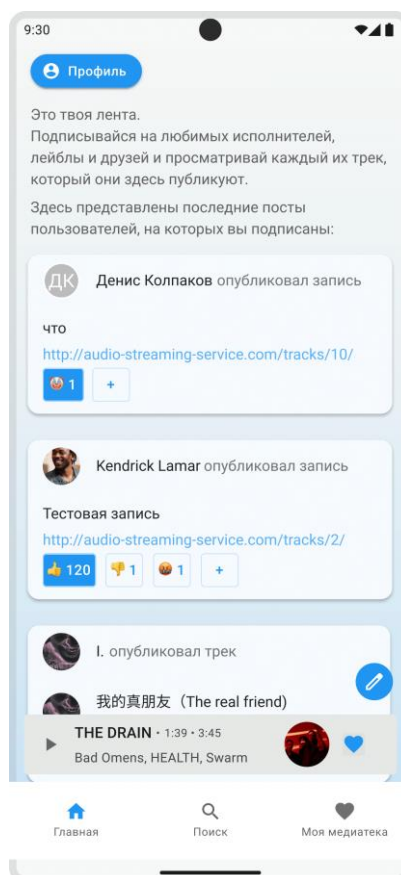 9:30
Профиль
Это твоя лента.
Подписывайся на любимых исполнителей,
лейблы и друзей и просматривай каждый их трек,
который они здесь публикуют.
Здесь представлены последние посты
пользователей, на которых вы подписаны:
ДК Денис Колпаков опубликовал запись
что
http://audio-streaming-service.com/tracks/10/
1 +
Kendrick Lamar опубликовал запись
Тестовая запись
http://audio-streaming-service.com/tracks/2/
120 1 1 +
I. опубликовал трек
我的真朋友（The real friend)
THE DRAIN · 1:39 · 3:45
Bad Omens, HEALTH, Swarm
Главная Поиск Моя медиатека